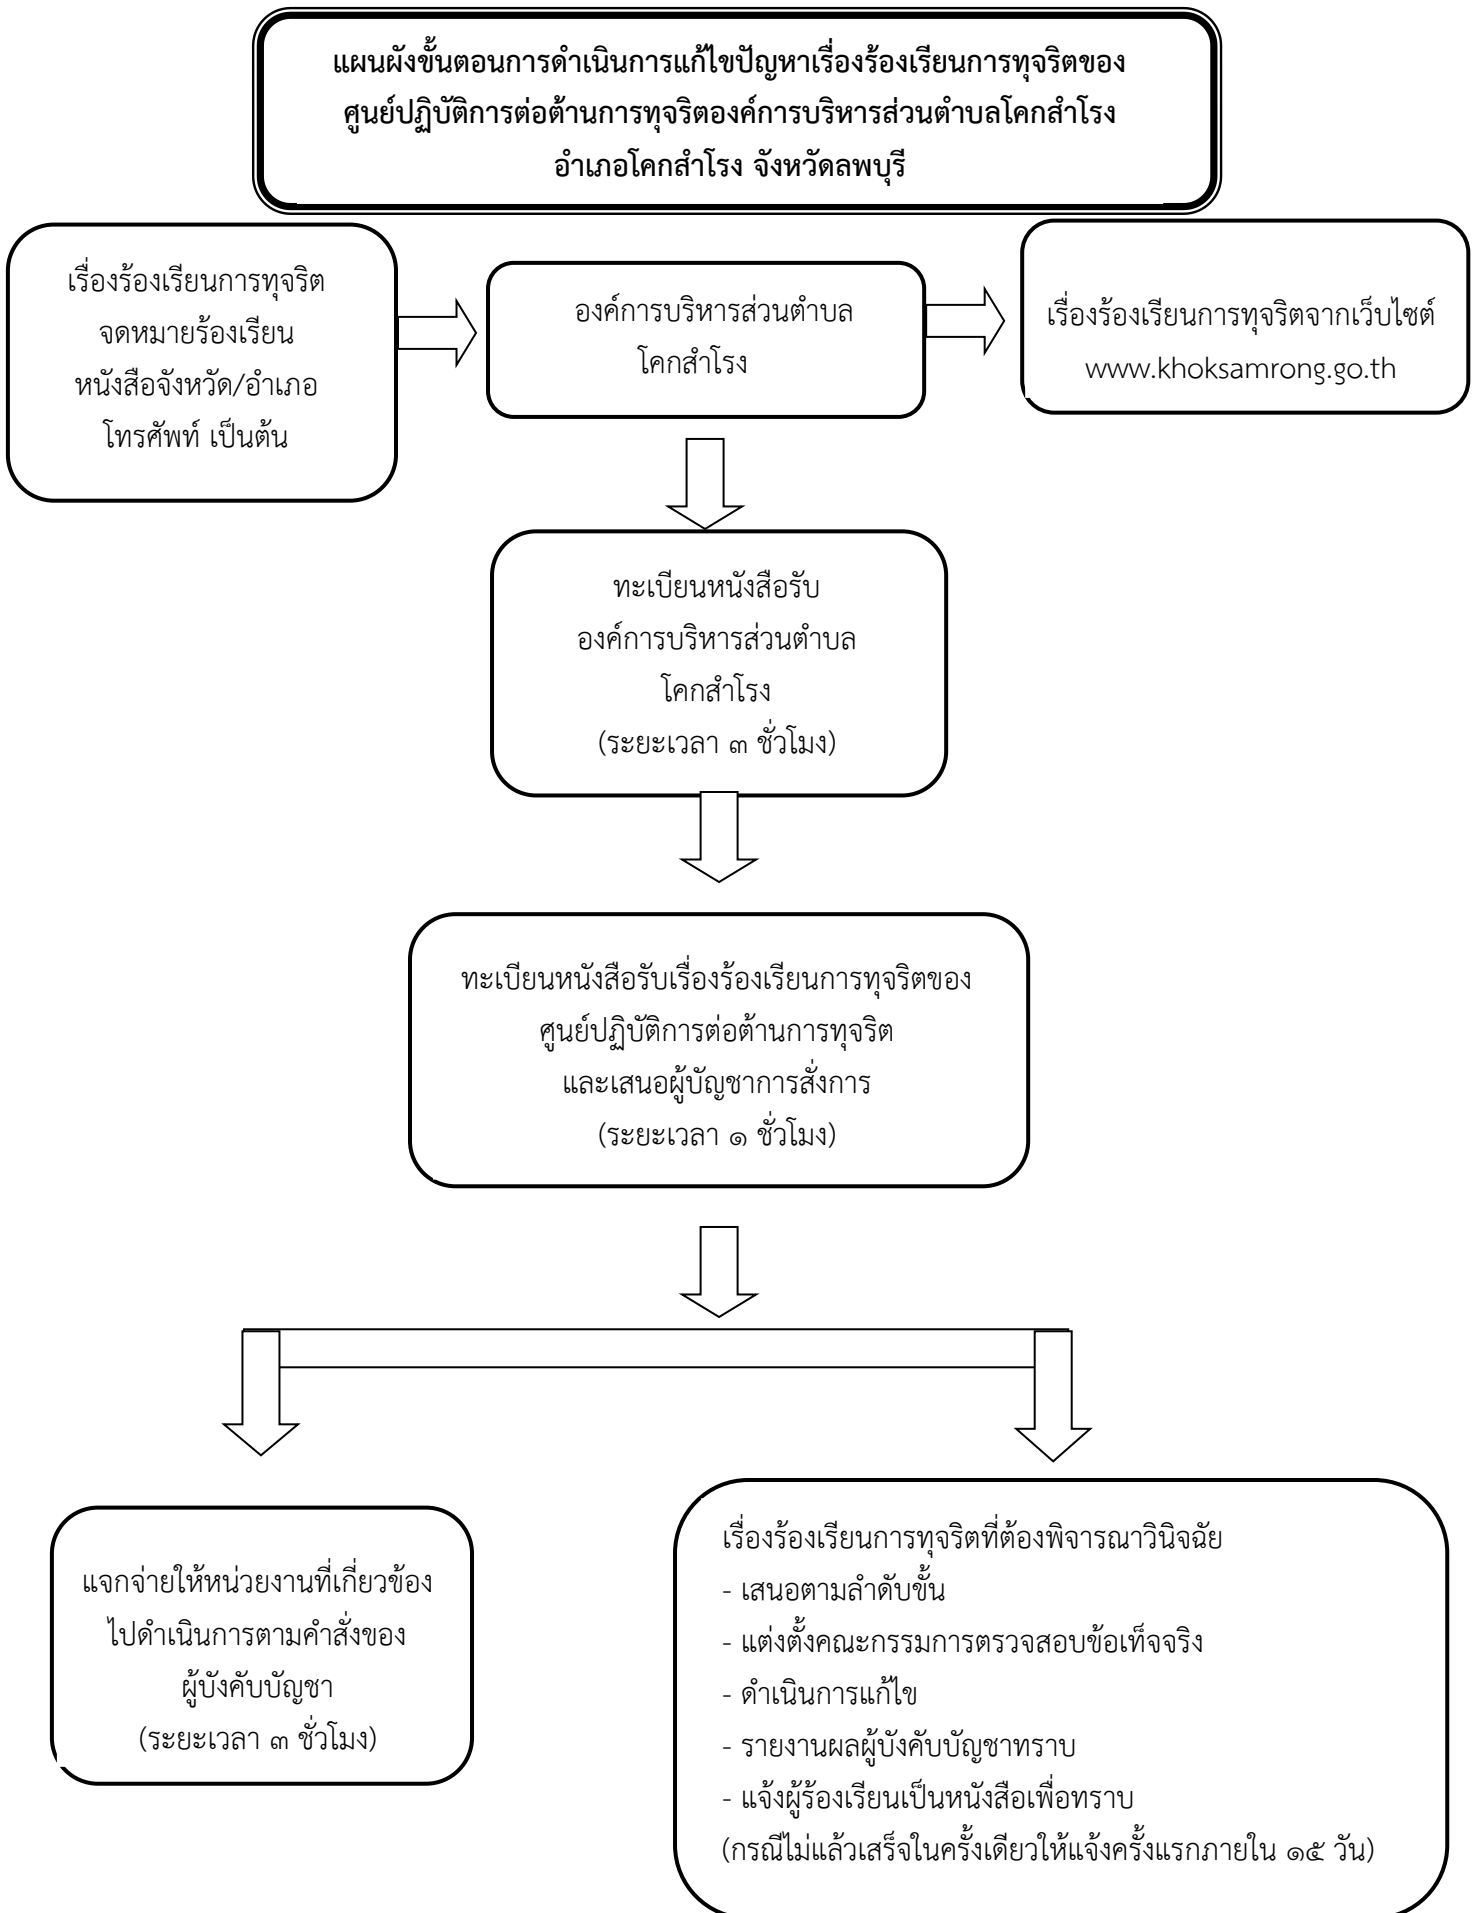 แผนผังขั้นตอนการดำเนินการแก้ไขปัญหาเรื่องร้องเรียนการทุจริตของ
ศูนย์ปฏิบัติการต่อต้านการทุจริตองค์การบริหารส่วนตำบลโคกสำโรง
อำเภอโคกสำโรง จังหวัดลพบุรี
เรื่องร้องเรียนการทุจริต
จดหมายร้องเรียน
หนังสือจังหวัด/อำเภอ
โทรศัพท์ เป็นต้น
องค์การบริหารส่วนตำบล
โคกสำโรง
เรื่องร้องเรียนการทุจริตจากเว็บไซต์
www.khoksamrong.go.th
ทะเบียนหนังสือรับ
องค์การบริหารส่วนตำบล
โคกสำโรง
(ระยะเวลา ๓ ชั่วโมง)
ทะเบียนหนังสือรับเรื่องร้องเรียนการทุจริตของ
ศูนย์ปฏิบัติการต่อต้านการทุจริต
และเสนอผู้บัญชาการสั่งการ
(ระยะเวลา ๑ ชั่วโมง)
แจกจ่ายให้หน่วยงานที่เกี่ยวข้อง
ไปดำเนินการตามคำสั่งของ
ผู้บังคับบัญชา
(ระยะเวลา ๓ ชั่วโมง)
เรื่องร้องเรียนการทุจริตที่ต้องพิจารณาวินิจฉัย
- เสนอตามลำดับขั้น
- แต่งตั้งคณะกรรมการตรวจสอบข้อเท็จจริง
- ดำเนินการแก้ไข
- รายงานผลผู้บังคับบัญชาทราบ
- แจ้งผู้ร้องเรียนเป็นหนังสือเพื่อทราบ
(กรณีไม่แล้วเสร็จในครั้งเดียวให้แจ้งครั้งแรกภายใน ๑๕ วัน)